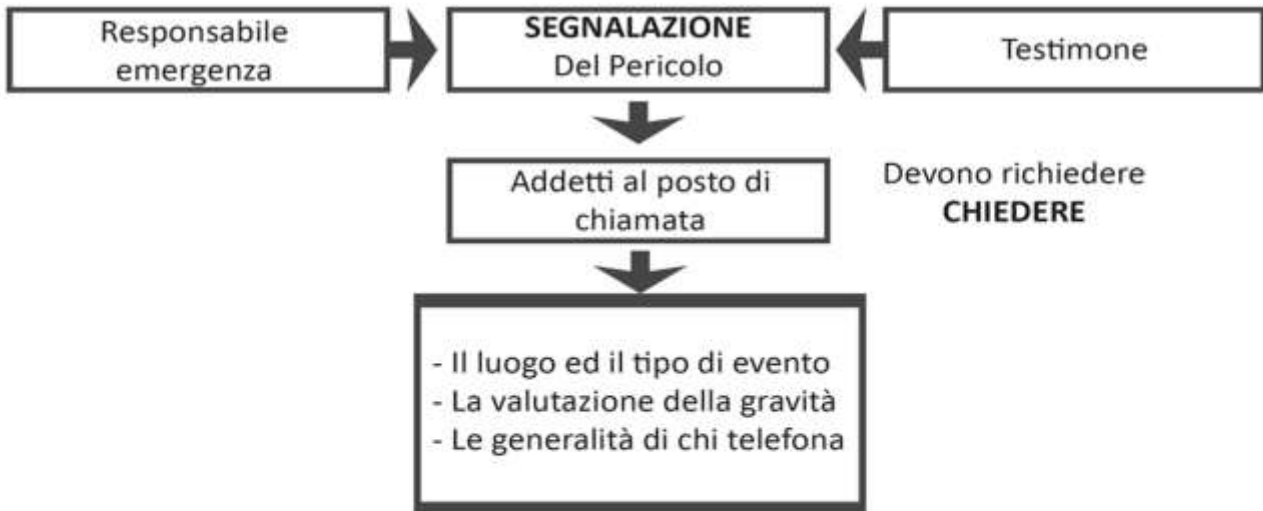 Responsabile
emergenza
SEGNALAZIONE
Del Pericolo
Testimone
Addetti al posto di
chiamata
Devono richiedere
CHIEDERE
- Il luogo ed il tipo di evento
- La valutazione della gravità
- Le generalità di chi telefona